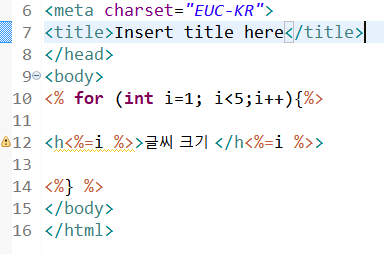 6 <meta charset="EUC-KR">
7 <title>Insert title here</title>
8 </head>
9 <body>
10 <% for (int i=1; i<5;i++){%>
11
12 <h<%=i %>>글씨 크기 </h<%=i %>>
13
14 <%} %>
15 </body>
16 </html>